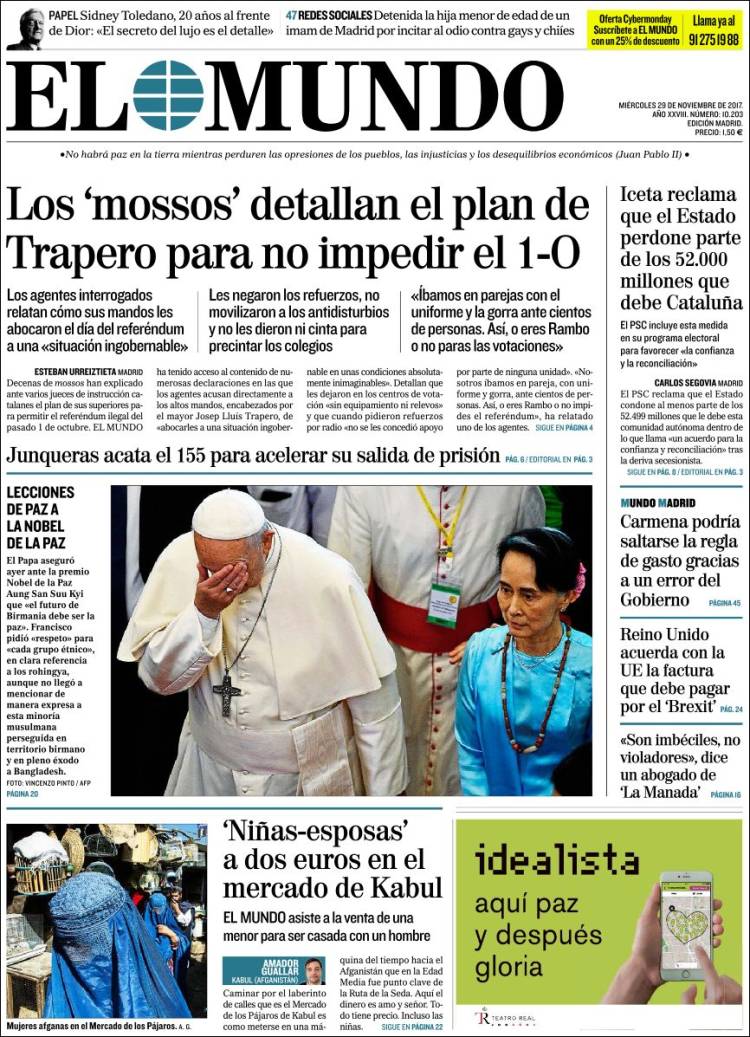 PAPEL Sidney Toledano, 20 años al frente
de Dior: «El secreto del lujo es el detalle»
47 REDES SOCIALES Detenida la hija menor de edad de un
imam de Madrid por incitar al odio contra gays y chiíes
Oferta Cybermonday
Suscríbete a EL MUNDO
con un 25% de descuento
Llama ya al
91 275 19 88
EL MUNDO
MIÉRCOLES 29 DE NOVIEMBRE DE 2017.
AÑO XXVIII. NÚMERO: 10.203
EDICIÓN MADRID.
PRECIO: 1,50 €
•No habrá paz en la tierra mientras perduren las opresiones de los pueblos, las injusticias y los desequilibrios económicos (Juan Pablo II) •
Los ‘mossos’ detallan el plan de
Trapero para no impedir el 1-O
Los agentes interrogados
relatan cómo sus mandos les
abocaron el día del referéndum
a una «situación ingobernable»
Les negaron los refuerzos, no
movilizaron a los antidisturbios
y no les dieron ni cinta para
precintar los colegios
«Íbamos en parejas con el
uniforme y la gorra ante cientos
de personas. Así, o eres Rambo
o no paras las votaciones»
ESTEBAN URREIZTIETA MADRID
Decenas de mossos han explicado
ante varios jueces de instrucción ca-
talanes el plan de sus superiores pa-
ra permitir el referéndum ilegal del
pasado 1 de octubre. EL MUNDO
ha tenido acceso al contenido de nu-
merosas declaraciones en las que
los agentes acusan directamente a
los altos mandos, encabezados por
el mayor Josep Lluís Trapero, de
«abocarles a una situación ingober-
nable en unas condiciones absoluta-
mente inimaginables». Detallan que
les dejaron en los centros de vota-
ción «sin equipamiento ni relevos»
y que cuando pidieron refuerzos
por radio «no se les concedió apoyo
por parte de ninguna unidad». «No-
sotros íbamos en pareja, con uni-
forme y gorra, ante cientos de per-
sonas. Así, o eres Rambo o no im-
pides el referéndum», ha relatado
uno de los agentes. SIGUE EN PÁGINA 4
Junqueras acata el 155 para acelerar su salida de prisión PÁG. 6 / EDITORIAL EN PÁG. 3
Iceta reclama
que el Estado
perdone parte
de los 52.000
millones que
debe Cataluña
El PSC incluye esta medida
en su programa electoral
para favorecer «la confianza
y la reconciliación»
CARLOS SEGOVIA MADRID
El PSC reclama que el Estado
condone al menos parte de los
52.499 millones que le debe esta
comunidad autónoma dentro de
lo que llama «un acuerdo para la
confianza y reconciliación» tras
la deriva secesionista.
SIGUE EN PÁG. 8 / EDITORIAL EN PÁG. 3
MUNDO MADRID
Carmena podría
saltarse la regla
de gasto gracias
a un error del
Gobierno PÁGINA 45
Reino Unido
acuerda con la
UE la factura
que debe pagar
por el ‘Brexit’ PÁG. 24
«Son imbéciles, no
violadores», dice
un abogado de
‘La Manada’ PÁGINA 16
LECCIONES
DE PAZ A
LA NOBEL
DE LA PAZ
El Papa aseguró
ayer ante la premio
Nobel de la Paz
Aung San Suu Kyi
que «el futuro de
Birmania debe ser la
paz». Francisco
pidió «respeto» para
«cada grupo étnico»,
en clara referencia
a los rohingya,
aunque no llegó a
mencionar de
manera expresa a
esta minoría
musulmana
perseguida en
territorio birmano
y en pleno éxodo
a Bangladesh.
FOTO: VINCENZO PINTO / AFP
PÁGINA 20
Mujeres afganas en el Mercado de los Pájaros. A. G.
‘Niñas-esposas’
a dos euros en el
mercado de Kabul
EL MUNDO asiste a la venta de una
menor para ser casada con un hombre
AMADOR
GUALLAR
KABUL (AFGANISTÁN)
Caminar por el laberinto
de calles que es el Mercado
de los Pájaros de Kabul es
como meterse en una má-
quina del tiempo hacia el
Afganistán que en la Edad
Media fue punto clave de
la Ruta de la Seda. Aquí el
dinero es amo y señor. To-
do tiene precio. Incluso las
niñas. SIGUE EN PÁGINA 22
idealista
aquí paz
y después
gloria
TR TEATRO REAL